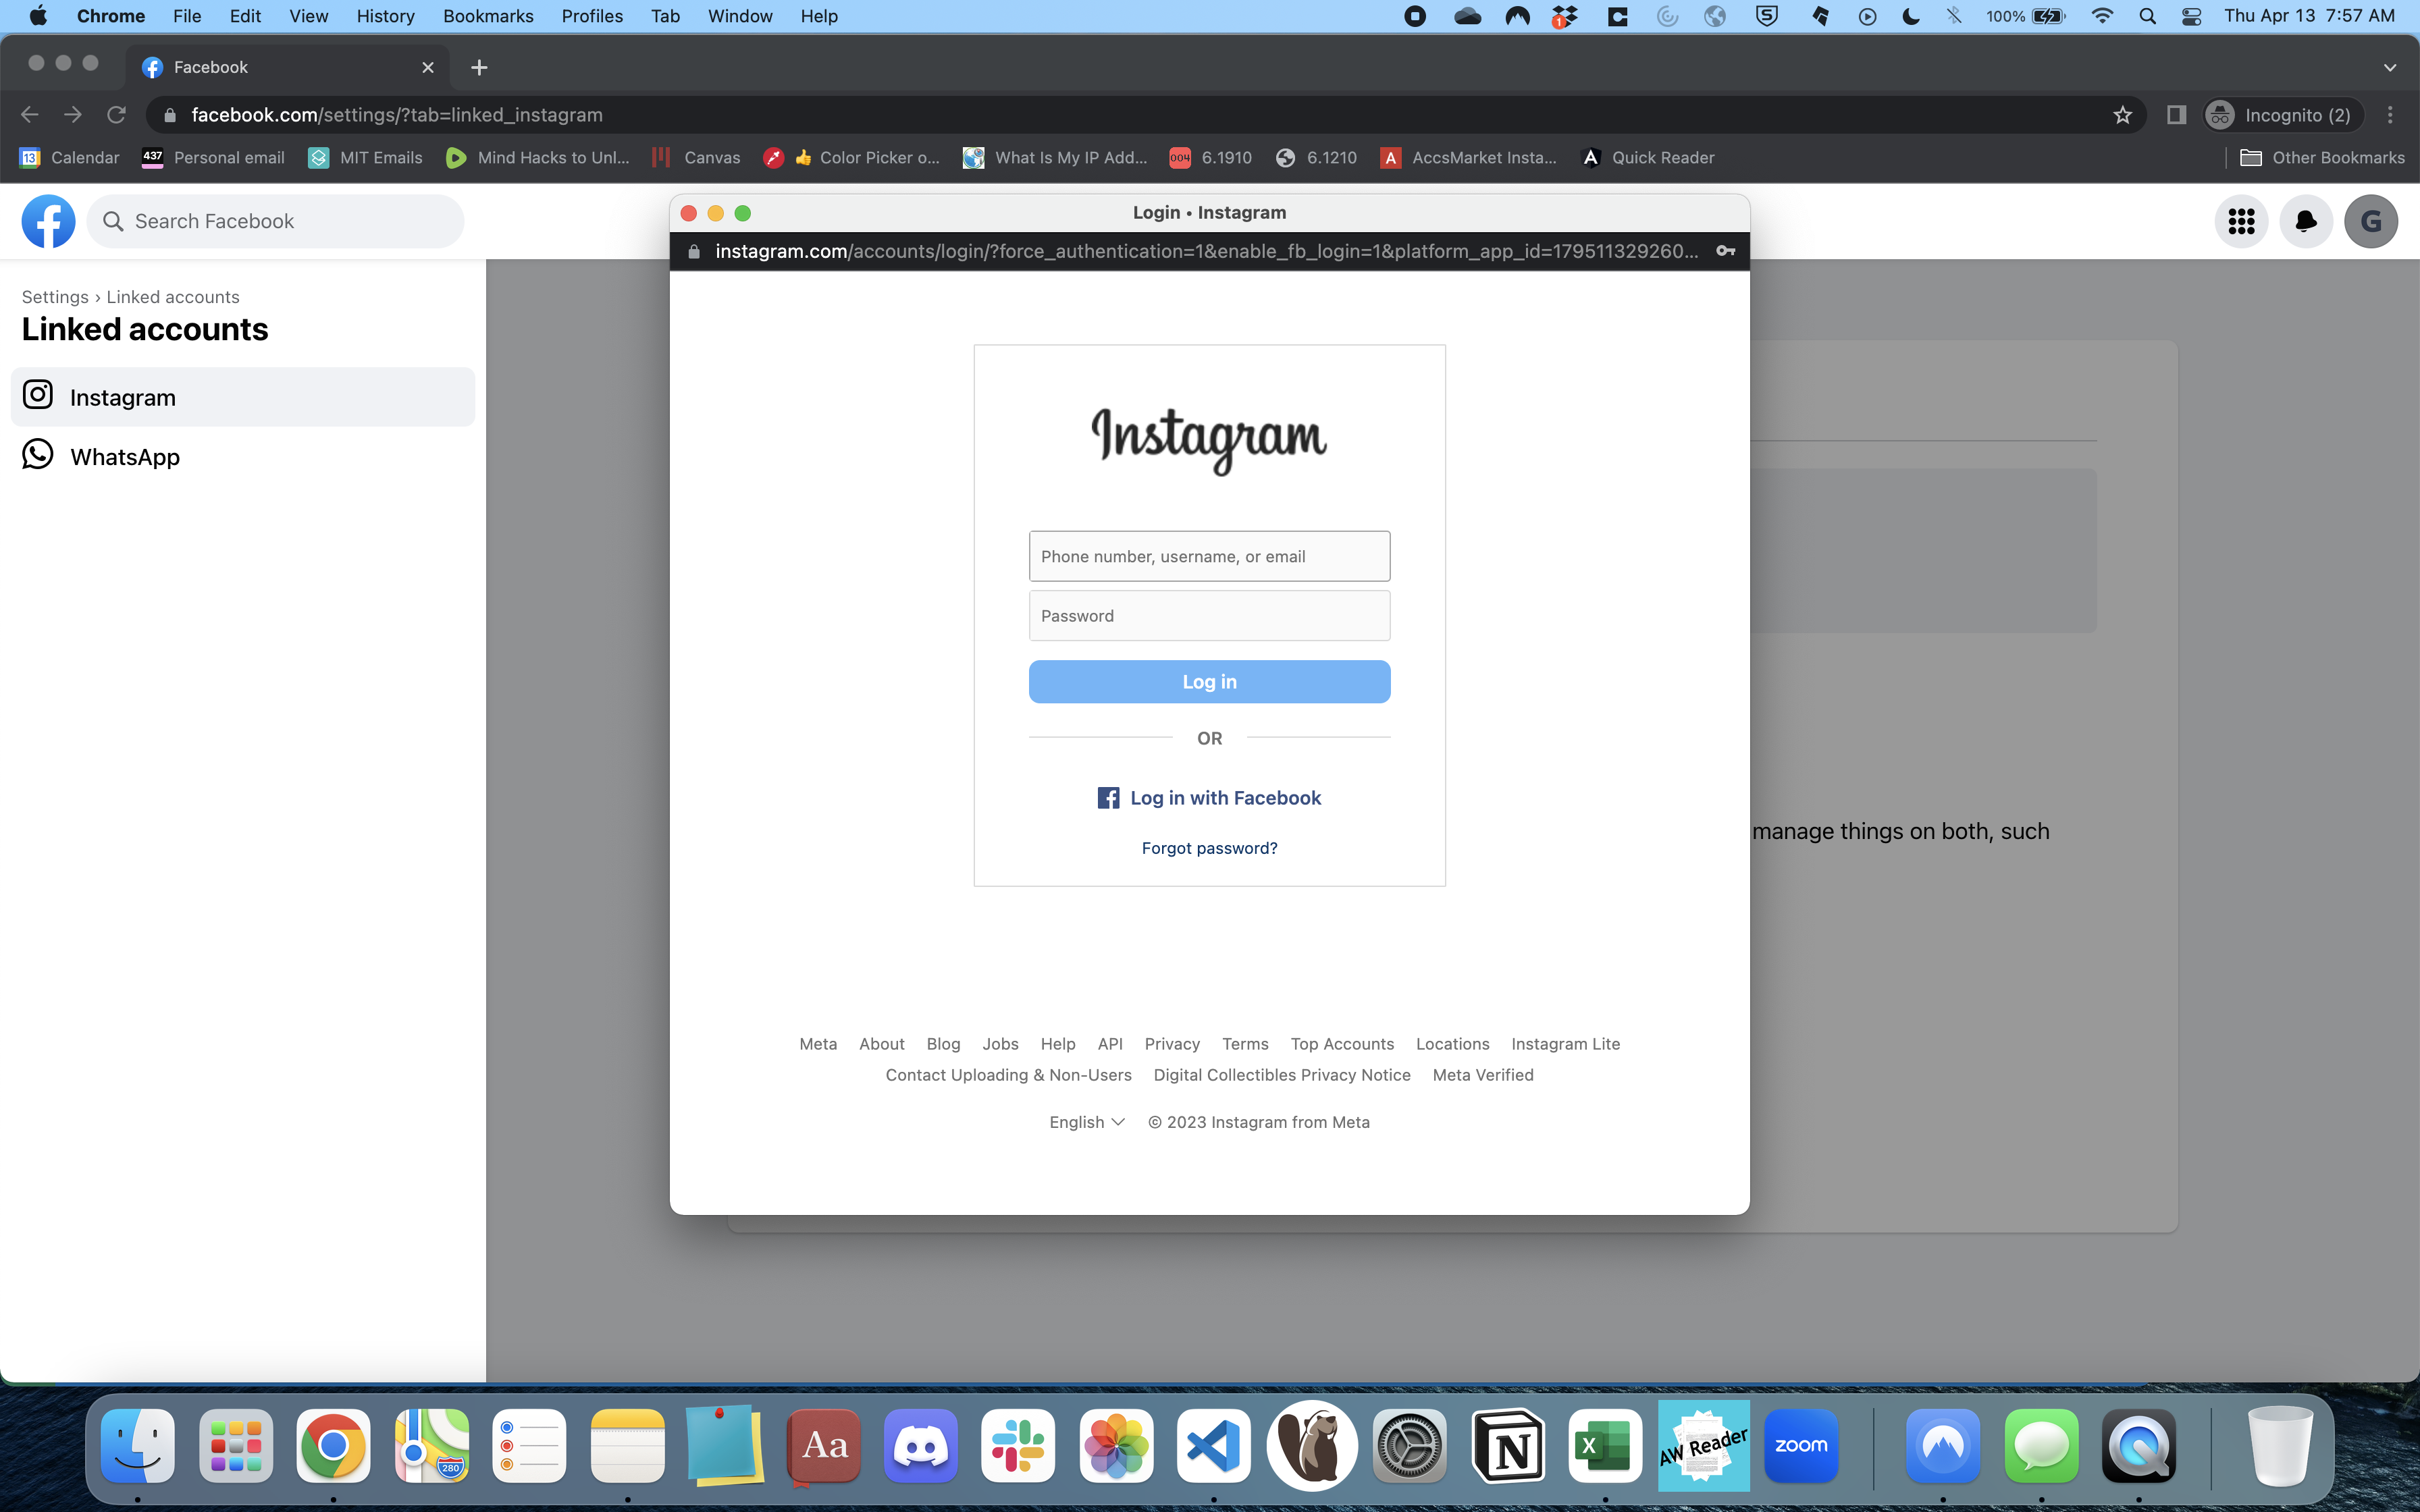 Chrome File Edit View History Bookmarks Profiles Tab Window Help 1 S 100% Thu Apr 13 7:57 AM
Facebook
facebook.com/settings/?tab=linked_instagram Incognito (2)
13 Calendar 437 Personal email MIT Emails Mind Hacks to Unl... Canvas 👍 Color Picker o... What Is My IP Add... 004 6.1910 6.1210 A AccsMarket Insta... A Quick Reader Other Bookmarks
Search Facebook G
Settings › Linked accounts
Linked accounts
Instagram
WhatsApp
Login • Instagram
instagram.com/accounts/login/?force_authentication=1&enable_fb_login=1&platform_app_id=179511329260...
Instagram
Phone number, username, or email
Password
Log in
OR
Log in with Facebook
Forgot password?
manage things on both, such
Meta About Blog Jobs Help API Privacy Terms Top Accounts Locations Instagram Lite
Contact Uploading & Non-Users Digital Collectibles Privacy Notice Meta Verified
English © 2023 Instagram from Meta
280 Aa N X AW Reader zoom